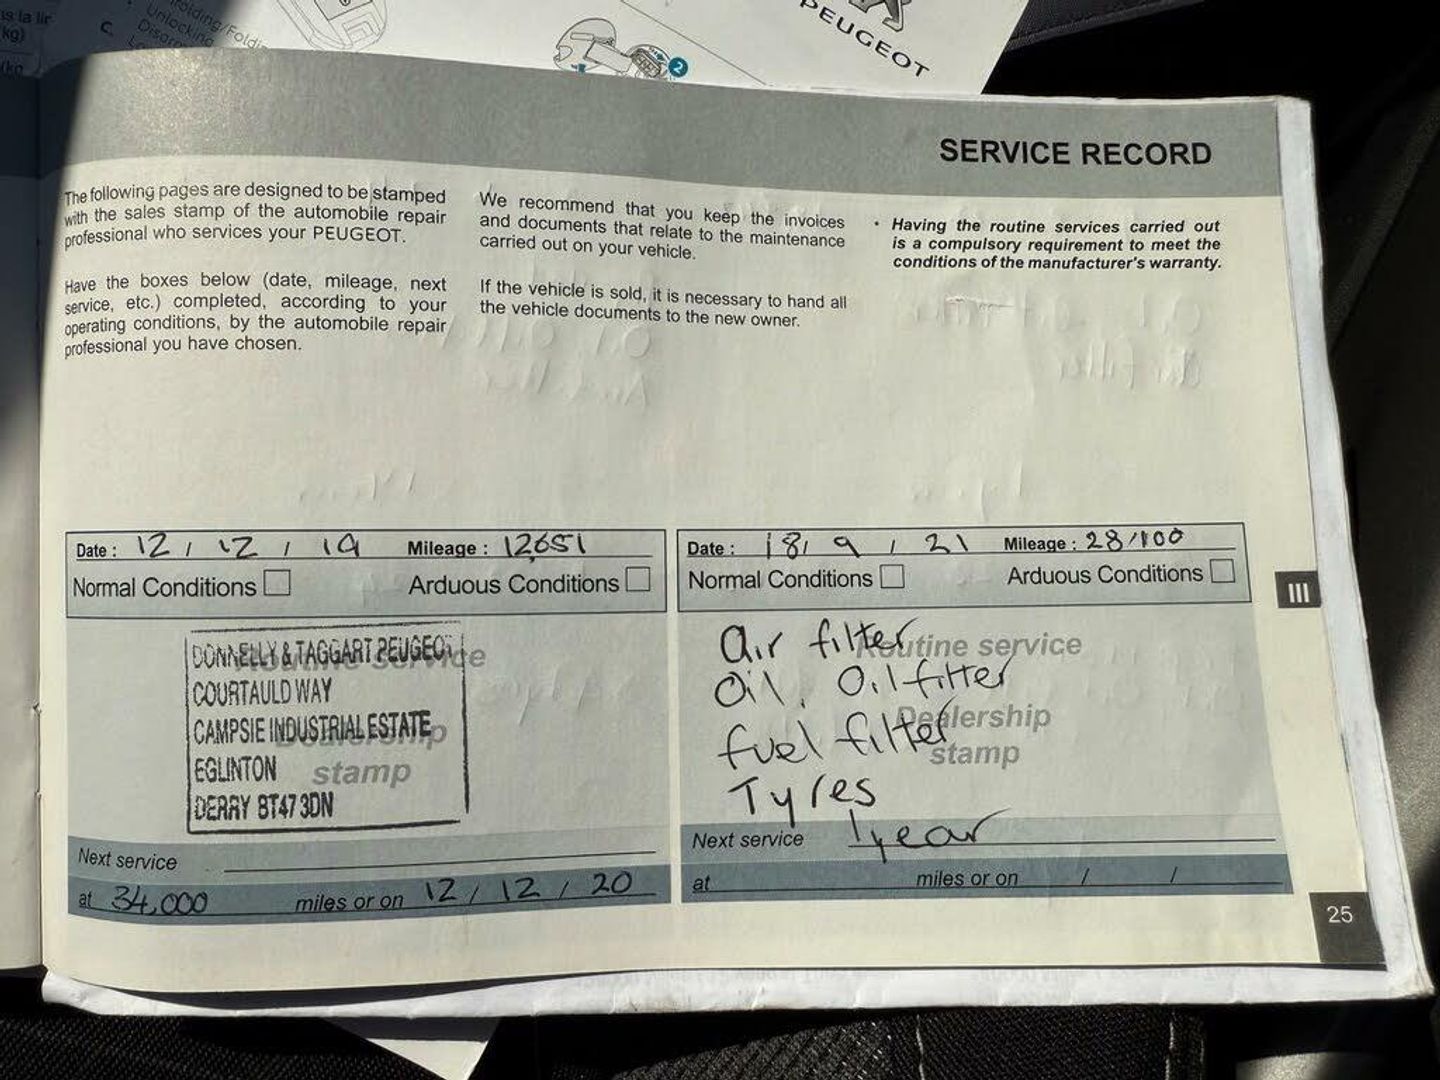 PEUGEOT
2
SERVICE RECORD
The following pages are designed to be stamped
with the sales stamp of the automobile repair
professional who services your PEUGEOT.
Have the boxes below (date, mileage, next
service, etc.) completed, according to your
operating conditions, by the automobile repair
professional you have chosen.
We recommend that you keep the invoices
and documents that relate to the maintenance
carried out on your vehicle.
If the vehicle is sold, it is necessary to hand all
the vehicle documents to the new owner.
• Having the routine services carried out
is a compulsory requirement to meet the
conditions of the manufacturer's warranty.
Date : 12 / 12 / 19 Mileage : 12,651
Normal Conditions Arduous Conditions
Routine service
Dealership
stamp
DONNELLY & TAGGART PEUGEOT
COURTAULD WAY
CAMPSIE INDUSTRIAL ESTATE
EGLINTON
DERRY BT47 3DN
Next service
at 34,000 miles or on 12 / 12 / 20
Date : 18 / 9 / 21 Mileage : 28/100
Normal Conditions Arduous Conditions
Routine service
Dealership
stamp
Air filter
Oil, Oil filter
fuel filter
Tyres
Next service 1 year
at miles or on / /
III
25